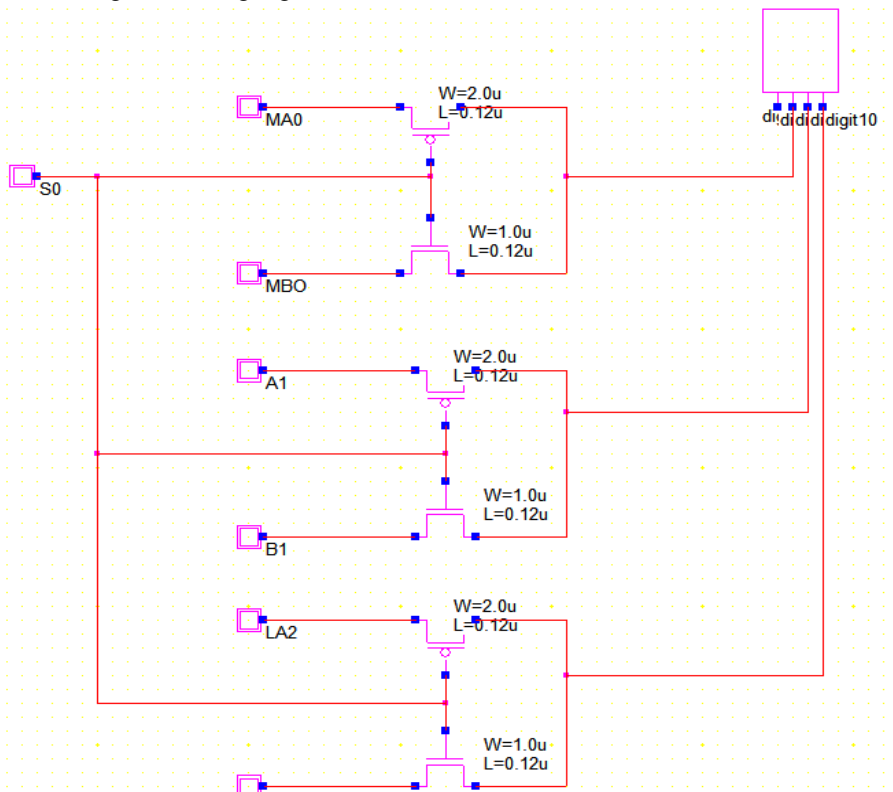 W=2.0u
L=0.12u
MA0
digit10
S0
W=1.0u
L=0.12u
MBO
W=2.0u
L=0.12u
A1
W=1.0u
L=0.12u
B1
W=2.0u
L=0.12u
LA2
W=1.0u
L=0.12u